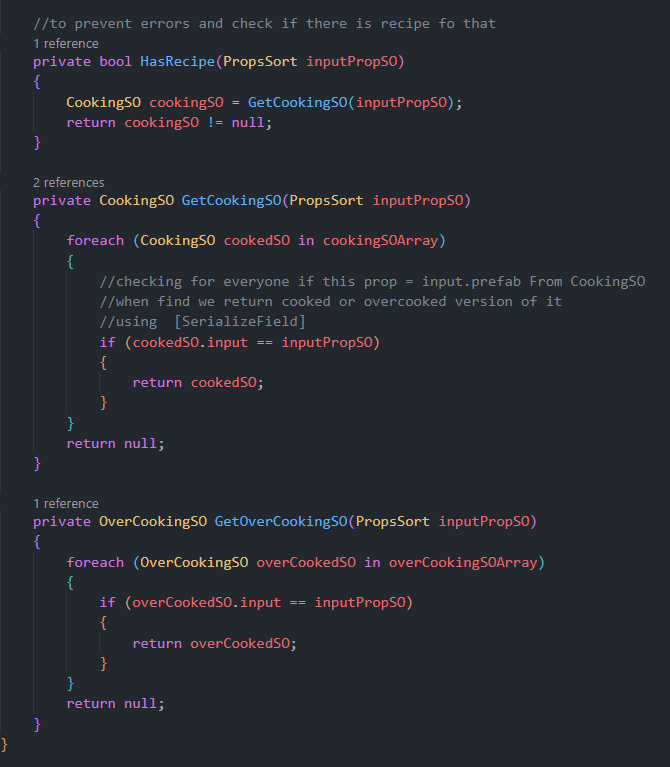 //to prevent errors and check if there is recipe fo that
1 reference
private bool HasRecipe(PropsSort inputPropSO)
{
    CookingSO cookingSO = GetCookingSO(inputPropSO);
    return cookingSO != null;
}
2 references
private CookingSO GetCookingSO(PropsSort inputPropSO)
{
    foreach (CookingSO cookedSO in cookingSOArray)
    {
        //checking for everyone if this prop = input.prefab From CookingSO
        //when find we return cooked or overcooked version of it
        //using  [SerializeField]
        if (cookedSO.input == inputPropSO)
        {
            return cookedSO;
        }
    }
    return null;
}
1 reference
private OverCookingSO GetOverCookingSO(PropsSort inputPropSO)
{
    foreach (OverCookingSO overCookedSO in overCookingSOArray)
    {
        if (overCookedSO.input == inputPropSO)
        {
            return overCookedSO;
        }
    }
    return null;
}
}